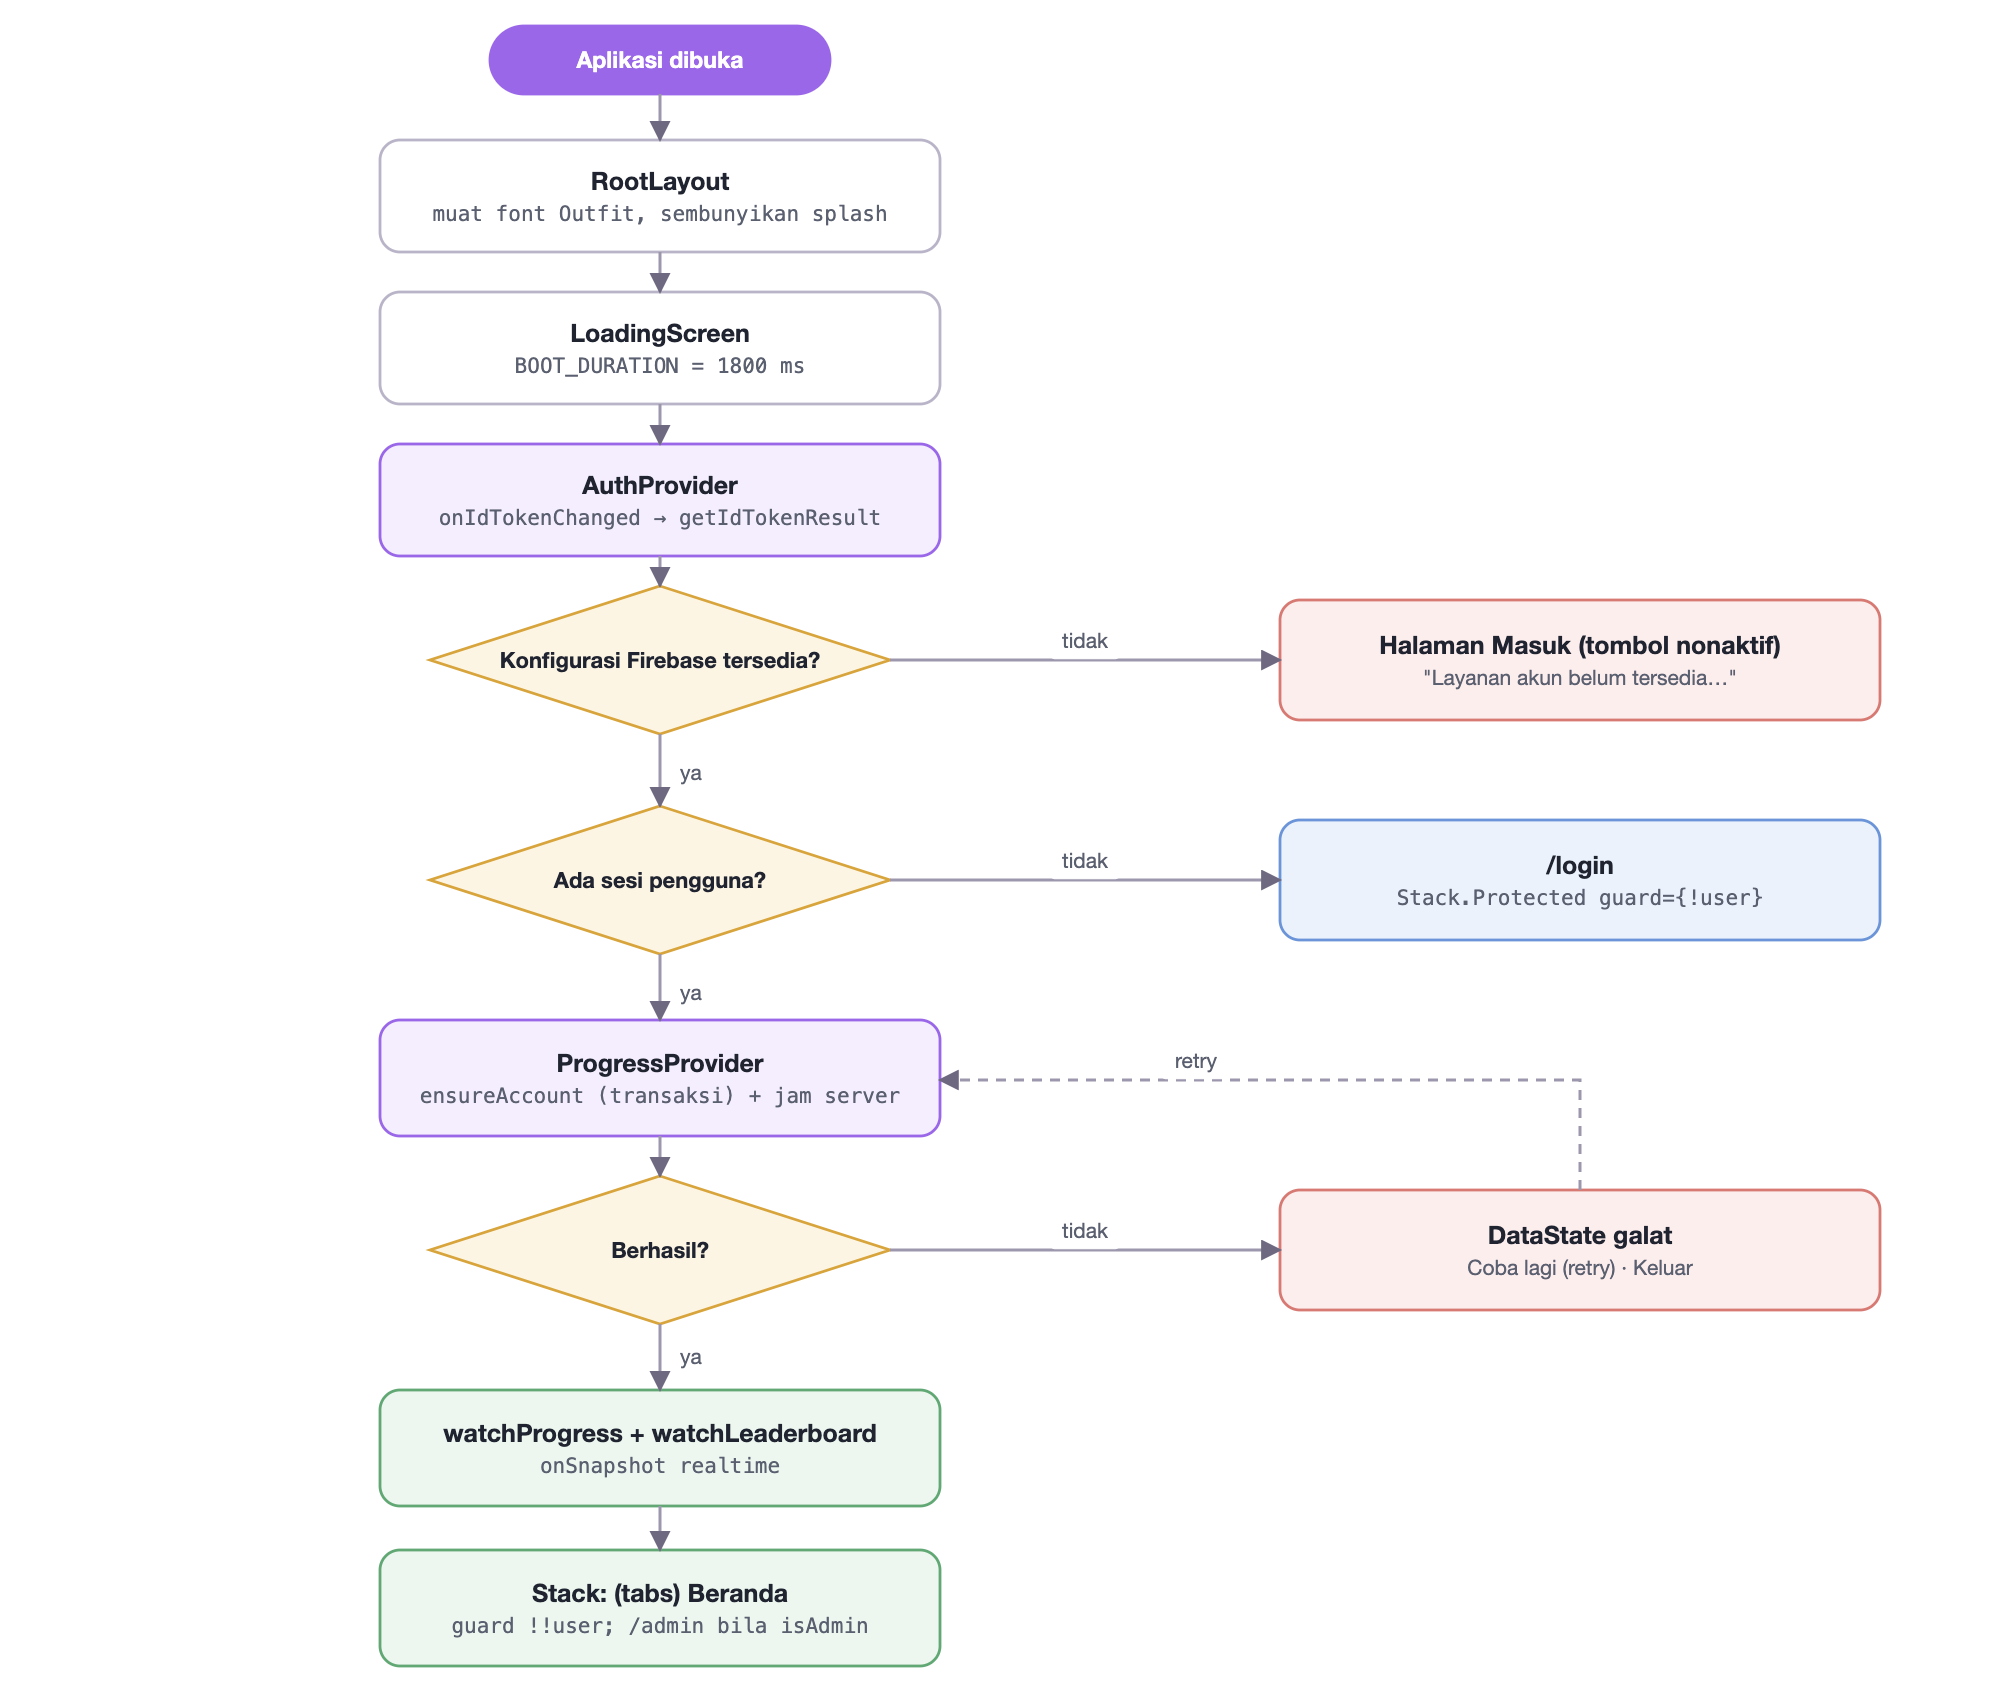 Aplikasi dibuka
RootLayout
muat font Outfit, sembunyikan splash
LoadingScreen
BOOT_DURATION = 1800 ms
AuthProvider
onIdTokenChanged → getIdTokenResult
Konfigurasi Firebase tersedia?
tidak
Halaman Masuk (tombol nonaktif)
"Layanan akun belum tersedia…"
ya
Ada sesi pengguna?
tidak
/login
Stack.Protected guard={!user}
ya
ProgressProvider
ensureAccount (transaksi) + jam server
retry
Berhasil?
tidak
DataState galat
Coba lagi (retry) · Keluar
ya
watchProgress + watchLeaderboard
onSnapshot realtime
Stack: (tabs) Beranda
guard !!user; /admin bila isAdmin